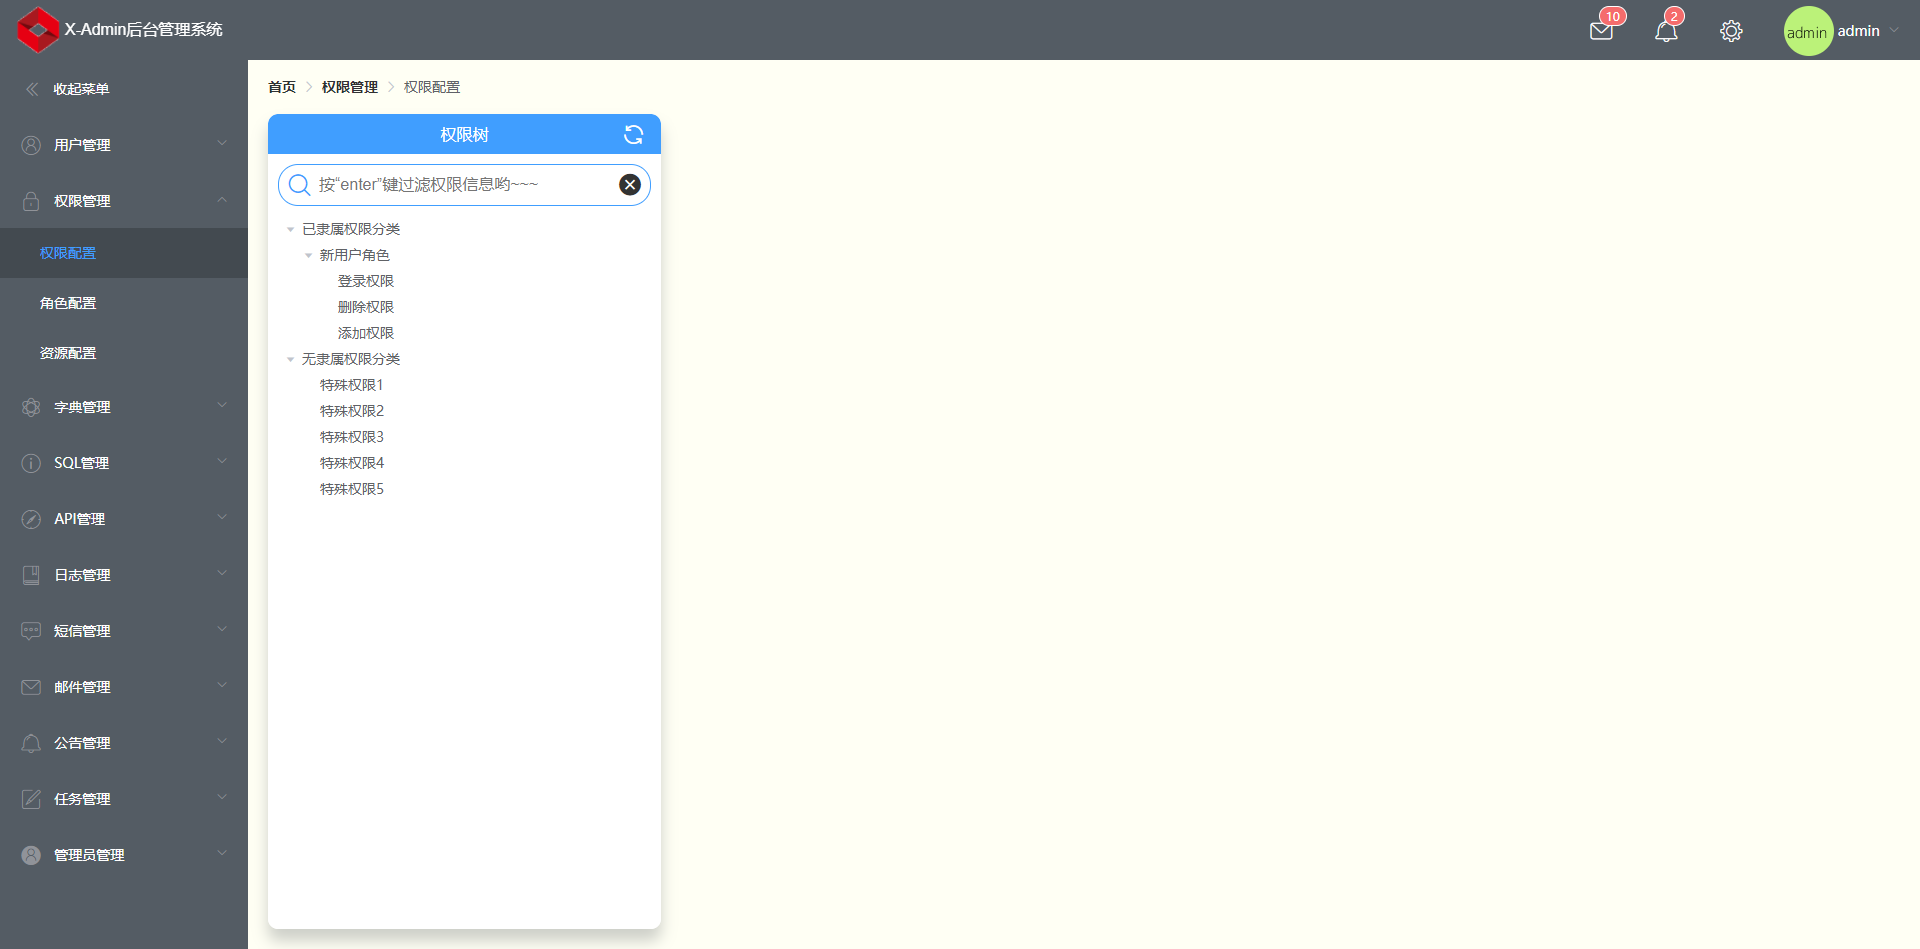 X-Admin后台管理系统
10
2
admin
admin
收起菜单
用户管理
权限管理
权限配置
角色配置
资源配置
字典管理
SQL管理
API管理
日志管理
短信管理
邮件管理
公告管理
任务管理
管理员管理
首页 权限管理 权限配置
权限树
按“enter”键过滤权限信息哟~~~
已隶属权限分类
新用户角色
登录权限
删除权限
添加权限
无隶属权限分类
特殊权限1
特殊权限2
特殊权限3
特殊权限4
特殊权限5